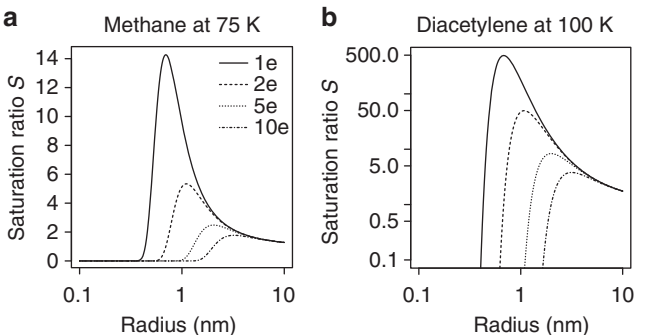 a
Methane at 75 K
Saturation ratio S
14
12
10
8
6
4
2
0
1e
2e
5e
10e
0.1
1
10
Radius (nm)
b
Diacetylene at 100 K
Saturation ratio S
500.0
50.0
5.0
0.5
0.1
0.1
1
10
Radius (nm)